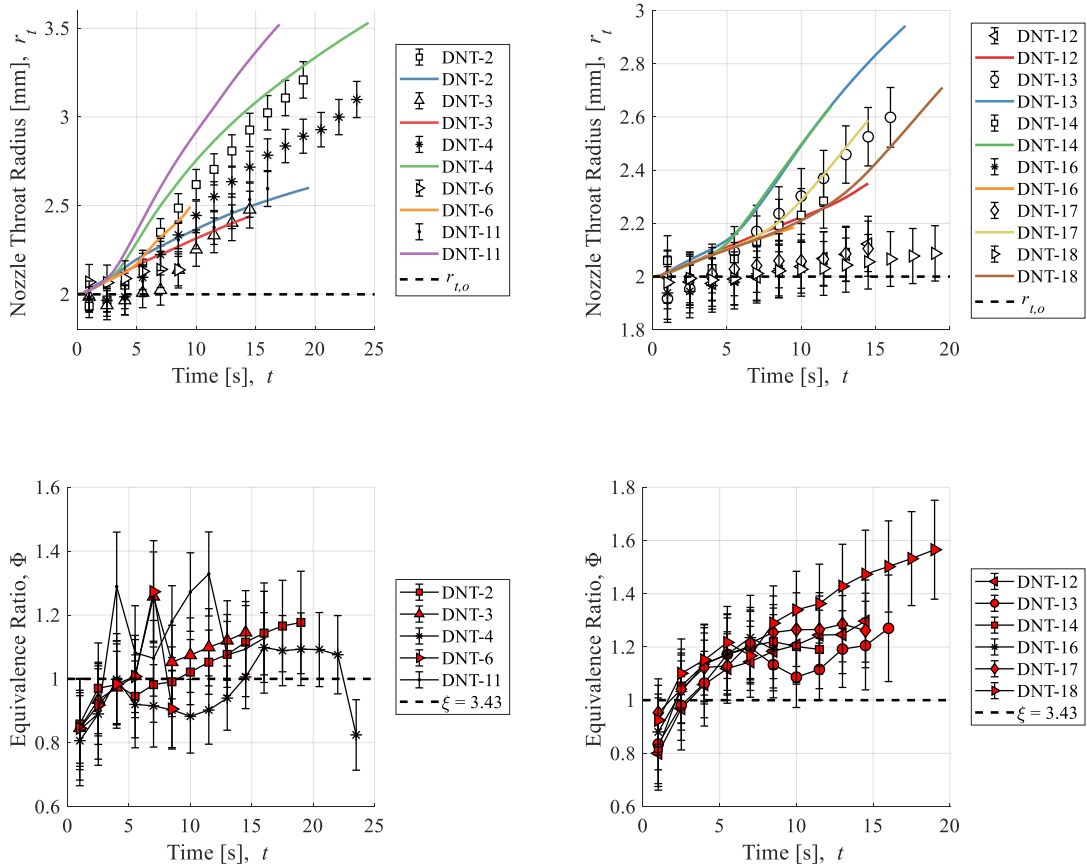 3.5
3
2.5
2
0 5 10 15 20 25
Time [s], t
Nozzle Throat Radius [mm], r_t
DNT-2
DNT-2
DNT-3
DNT-3
DNT-4
DNT-4
DNT-6
DNT-6
DNT-11
DNT-11
r_{t,o}
3
2.8
2.6
2.4
2.2
2
1.8
0 5 10 15 20
Time [s], t
Nozzle Throat Radius [mm], r_t
DNT-12
DNT-12
DNT-13
DNT-13
DNT-14
DNT-14
DNT-16
DNT-16
DNT-17
DNT-17
DNT-18
DNT-18
r_{t,o}
1.6
1.4
1.2
1
0.8
0.6
0 5 10 15 20 25
Time [s], t
Equivalence Ratio, Φ
DNT-2
DNT-3
DNT-4
DNT-6
DNT-11
ξ = 3.43
1.8
1.6
1.4
1.2
1
0.8
0.6
0 5 10 15 20
Time [s], t
Equivalence Ratio, Φ
DNT-12
DNT-13
DNT-14
DNT-16
DNT-17
DNT-18
ξ = 3.43